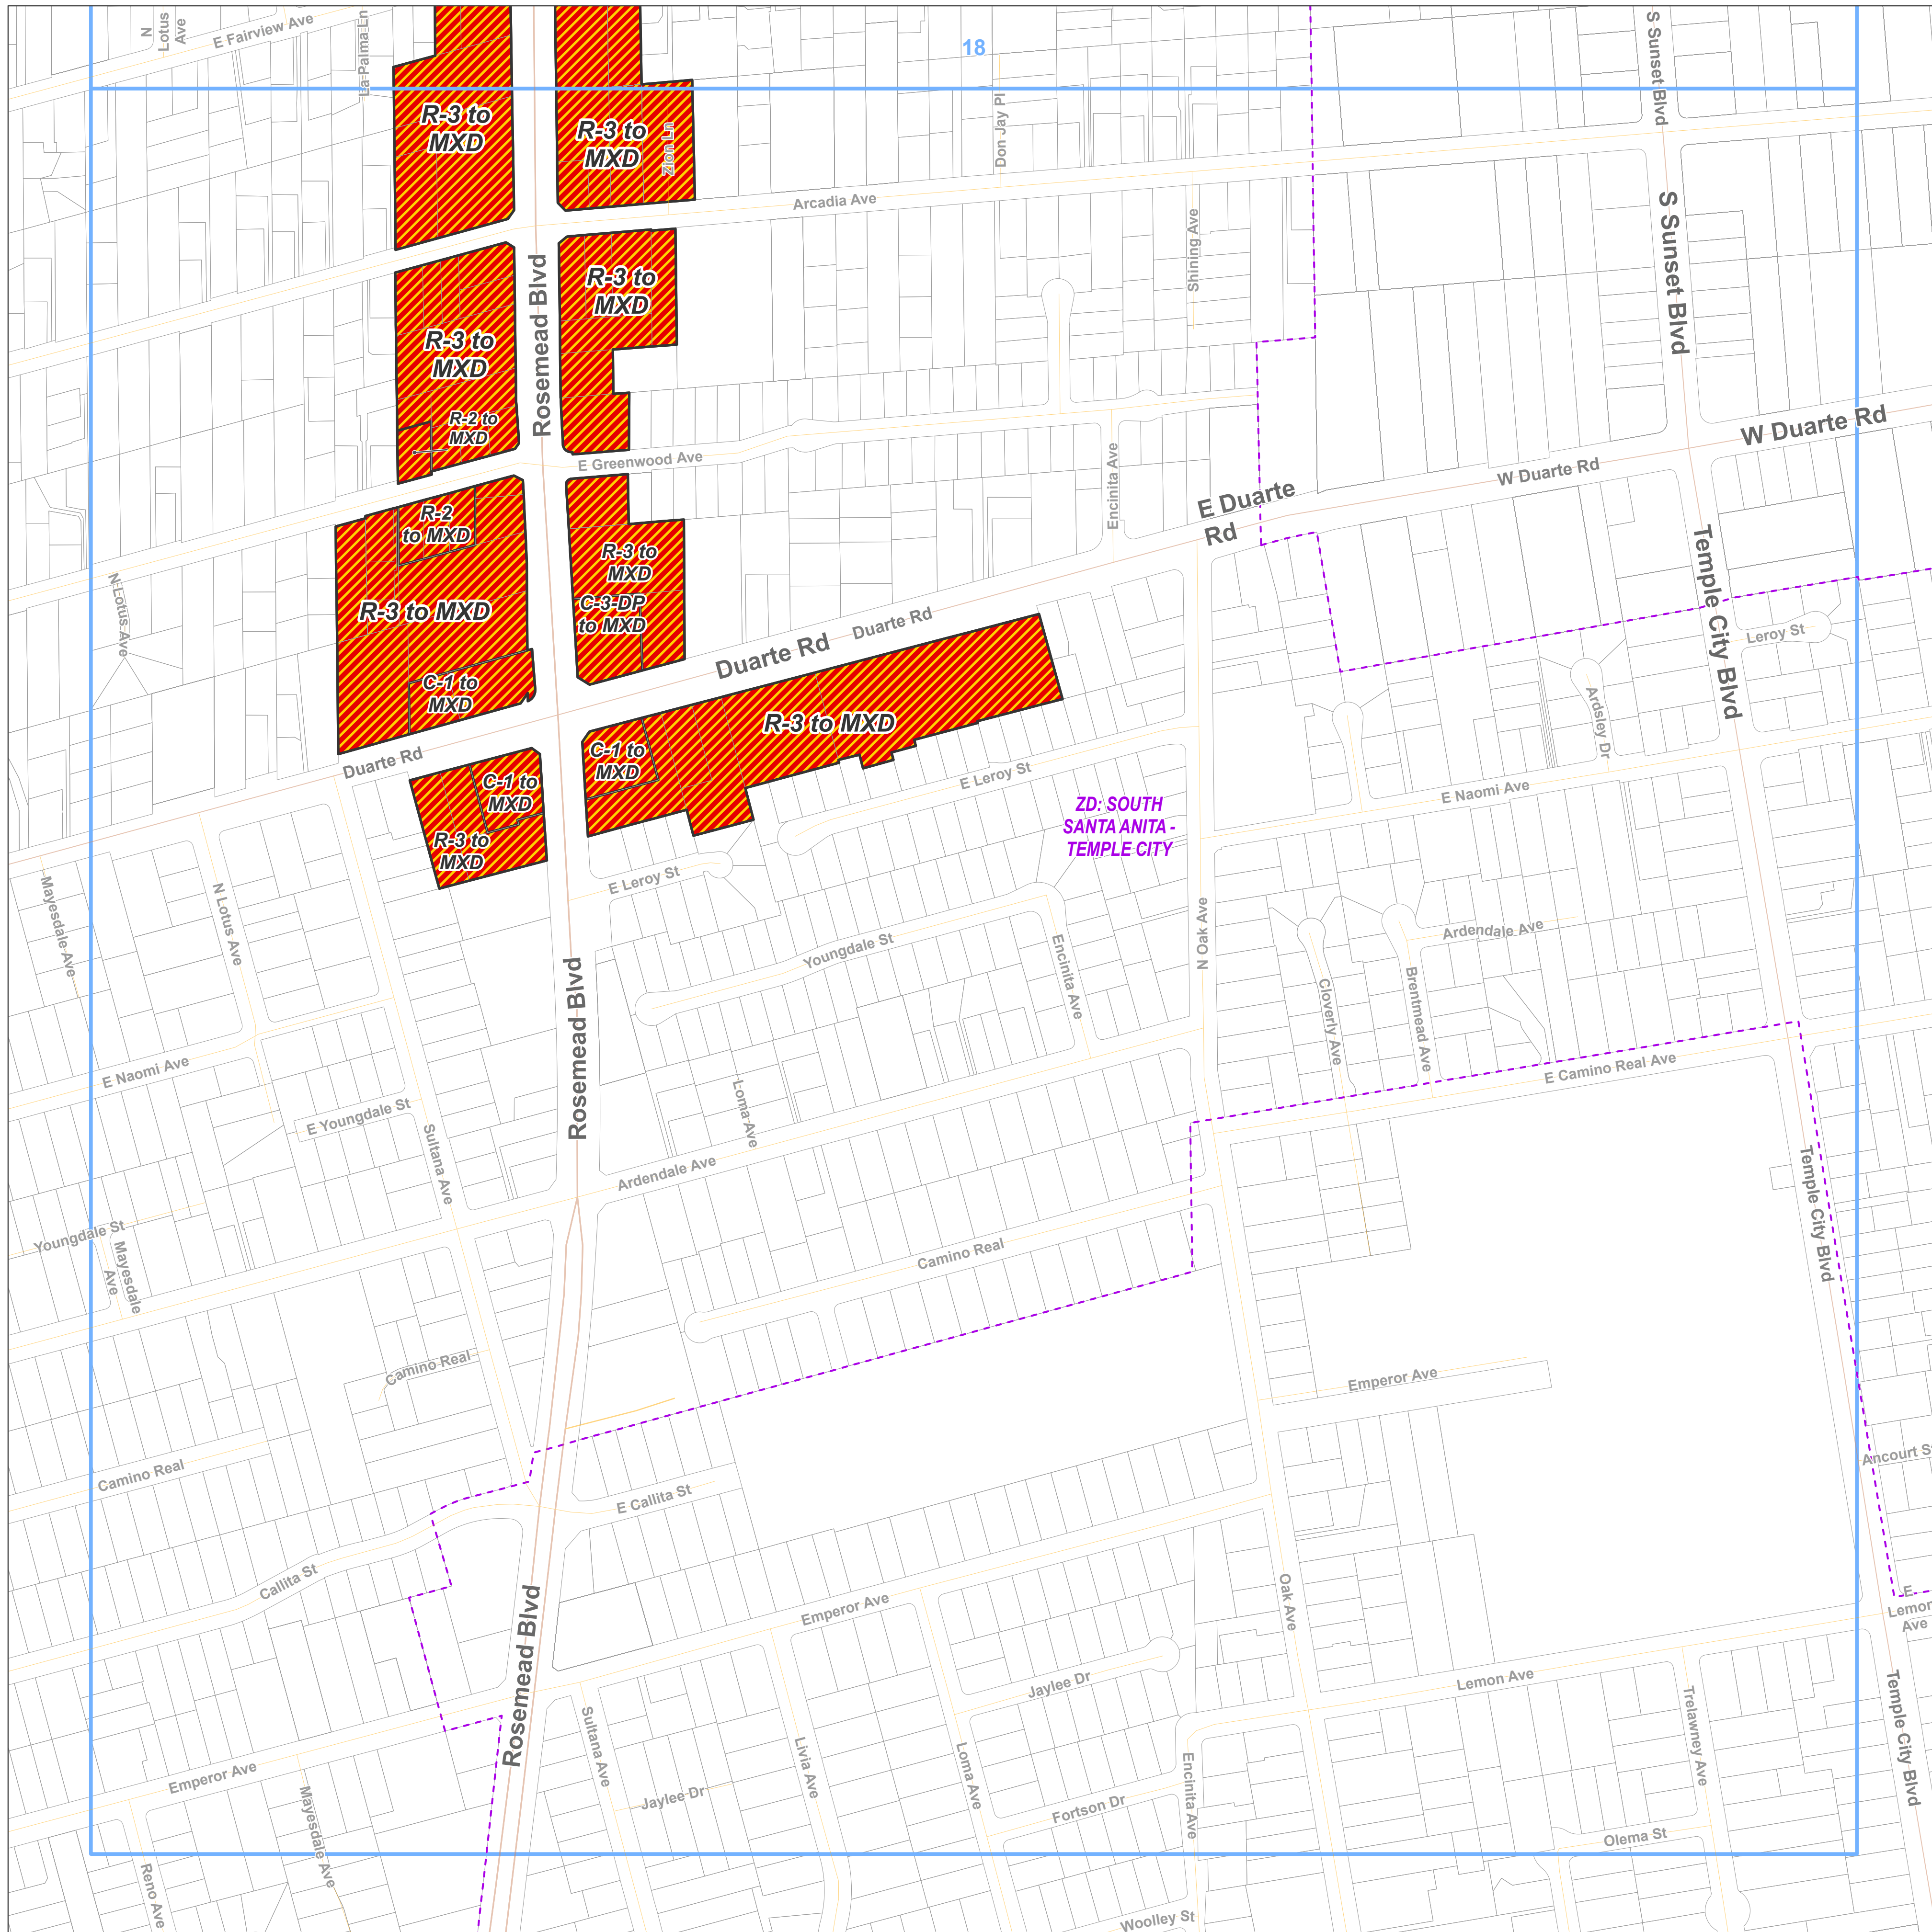 N
Lotus
Ave
E Fairview Ave
La Palma Ln
18
S Sunset Blvd
R-3 to
MXD
R-3 to
MXD
Zion Ln
Don Jay Pl
Arcadia Ave
Shining Ave
S Sunset Blvd
Rosemead Blvd
R-3 to
MXD
R-3 to
MXD
R-2 to
MXD
E Greenwood Ave
Encinita Ave
E Duarte
Rd
W Duarte Rd
W Duarte Rd
R-2
to MXD
R-3 to
MXD
C-3-DP
to MXD
R-3 to MXD
N Lotus Ave
Temple City Blvd
Leroy St
Duarte Rd
Duarte Rd
C-1 to
MXD
R-3 to MXD
C-1 to
MXD
Duarte Rd
C-1 to
MXD
R-3 to
MXD
E Leroy St
Ardsley Dr
E Naomi Ave
ZD: SOUTH
SANTA ANITA -
TEMPLE CITY
E Leroy St
Mayesdale Ave
N Lotus Ave
Youngdale St
Encinita Ave
N Oak Ave
Ardendale Ave
Cloverly Ave
Brentmead Ave
Rosemead Blvd
E Naomi Ave
E Camino Real Ave
E Youngdale St
Loma Ave
Sultana Ave
Ardendale Ave
Temple City Blvd
Youngdale St
Mayesdale
Ave
Camino Real
Camino Real
Emperor Ave
Camino Real
Ancourt S
E Callita St
Callita St
Emperor Ave
Oak Ave
E
Lemon
Ave
Rosemead Blvd
Jaylee Dr
Lemon Ave
Temple City Blvd
Trelawney Ave
Sultana Ave
Livia Ave
Loma Ave
Encinita Ave
Emperor Ave
Mayesdale Ave
Jaylee Dr
Fortson Dr
Olema St
Reno Ave
Woolley St